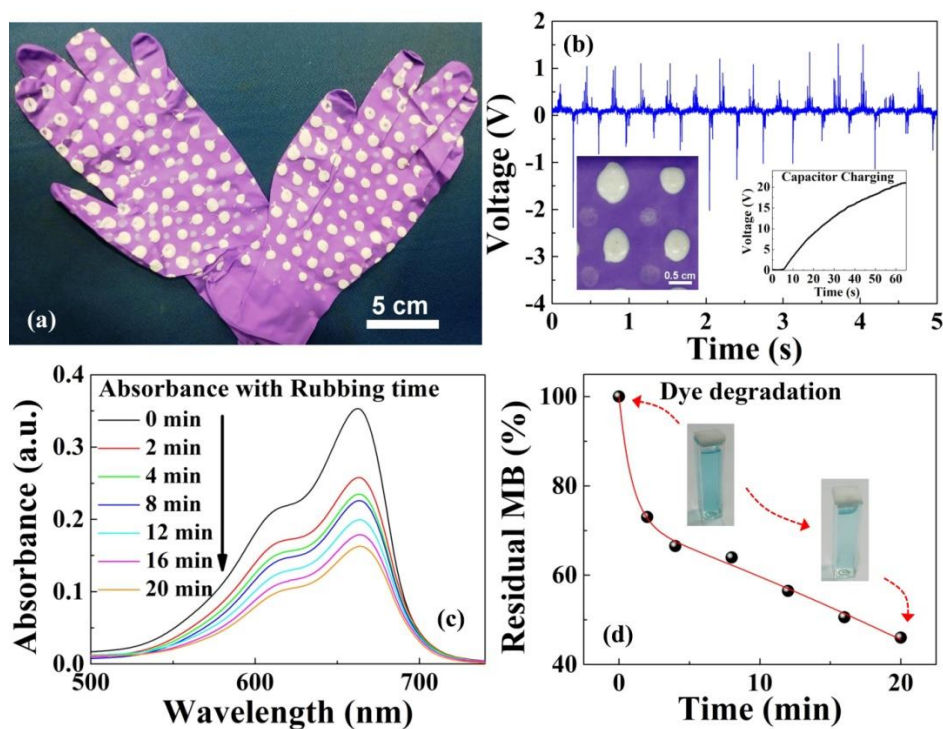 (a)
5 cm
(b)
Voltage (V)
2
1
0
-1
-2
-3
-4
0
1
2
3
4
5
Time (s)
0.5 cm
Capacitor Charging
Voltage (V)
20
15
10
5
0
0 10 20 30 40 50 60
Time (s)
Absorbance (a.u.)
0.4
0.3
0.2
0.1
0.0
Absorbance with Rubbing time
0 min
2 min
4 min
8 min
12 min
16 min
20 min
(c)
500
600
700
Wavelength (nm)
Residual MB (%)
100
80
60
40
Dye degradation
(d)
0
10
20
Time (min)